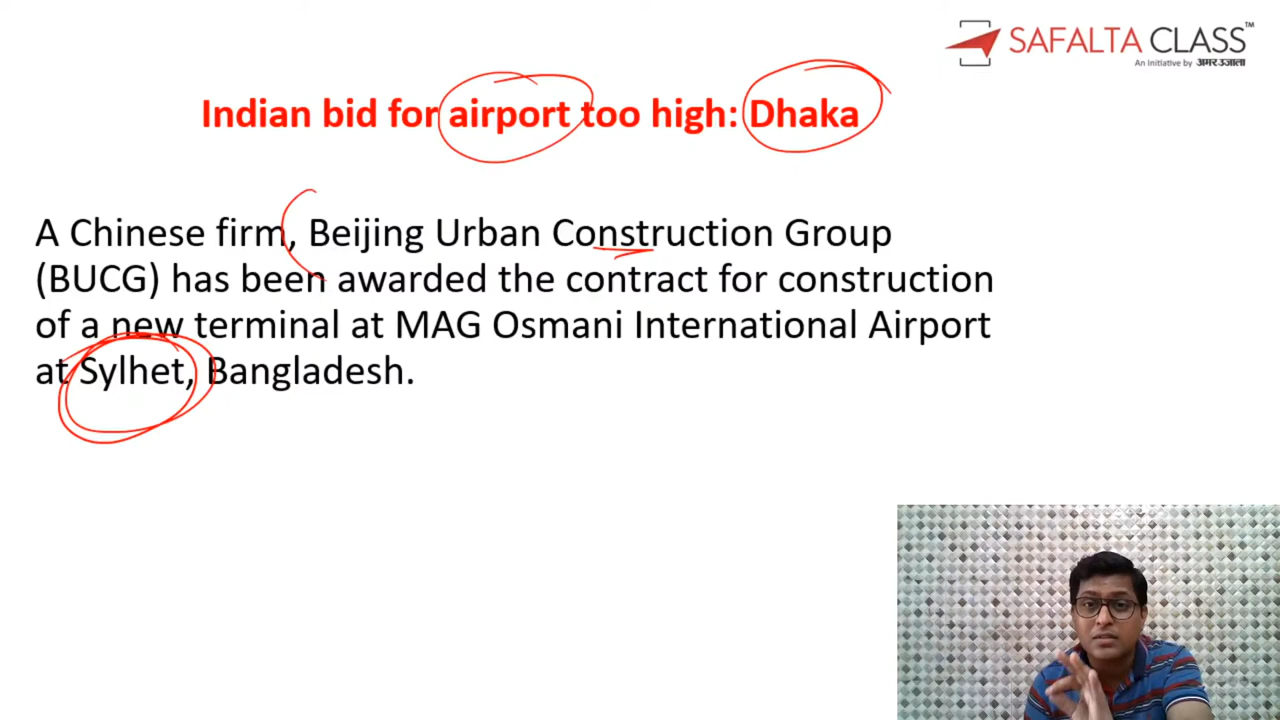 SAFALTA CLASS™
An Initiative by अमर उजाला
Indian bid for airport too high: Dhaka
A Chinese firm, Beijing Urban Construction Group
(BUCG) has been awarded the contract for construction
of a new terminal at MAG Osmani International Airport
at Sylhet, Bangladesh.